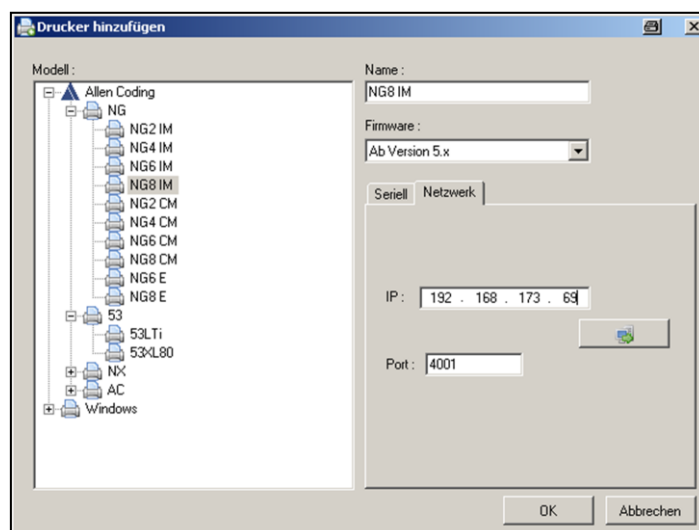 Drucker hinzufügen
Modell :
Allen Coding
NG
NG2 IM
NG4 IM
NG6 IM
NG8 IM
NG2 CM
NG4 CM
NG6 CM
NG8 CM
NG6 E
NG8 E
53
53LTi
53XL80
NX
AC
Windows
Name :
NG8 IM
Firmware :
Ab Version 5.x
Seriell Netzwerk
IP : 192 . 168 . 173 . 69
Port : 4001
OK Abbrechen